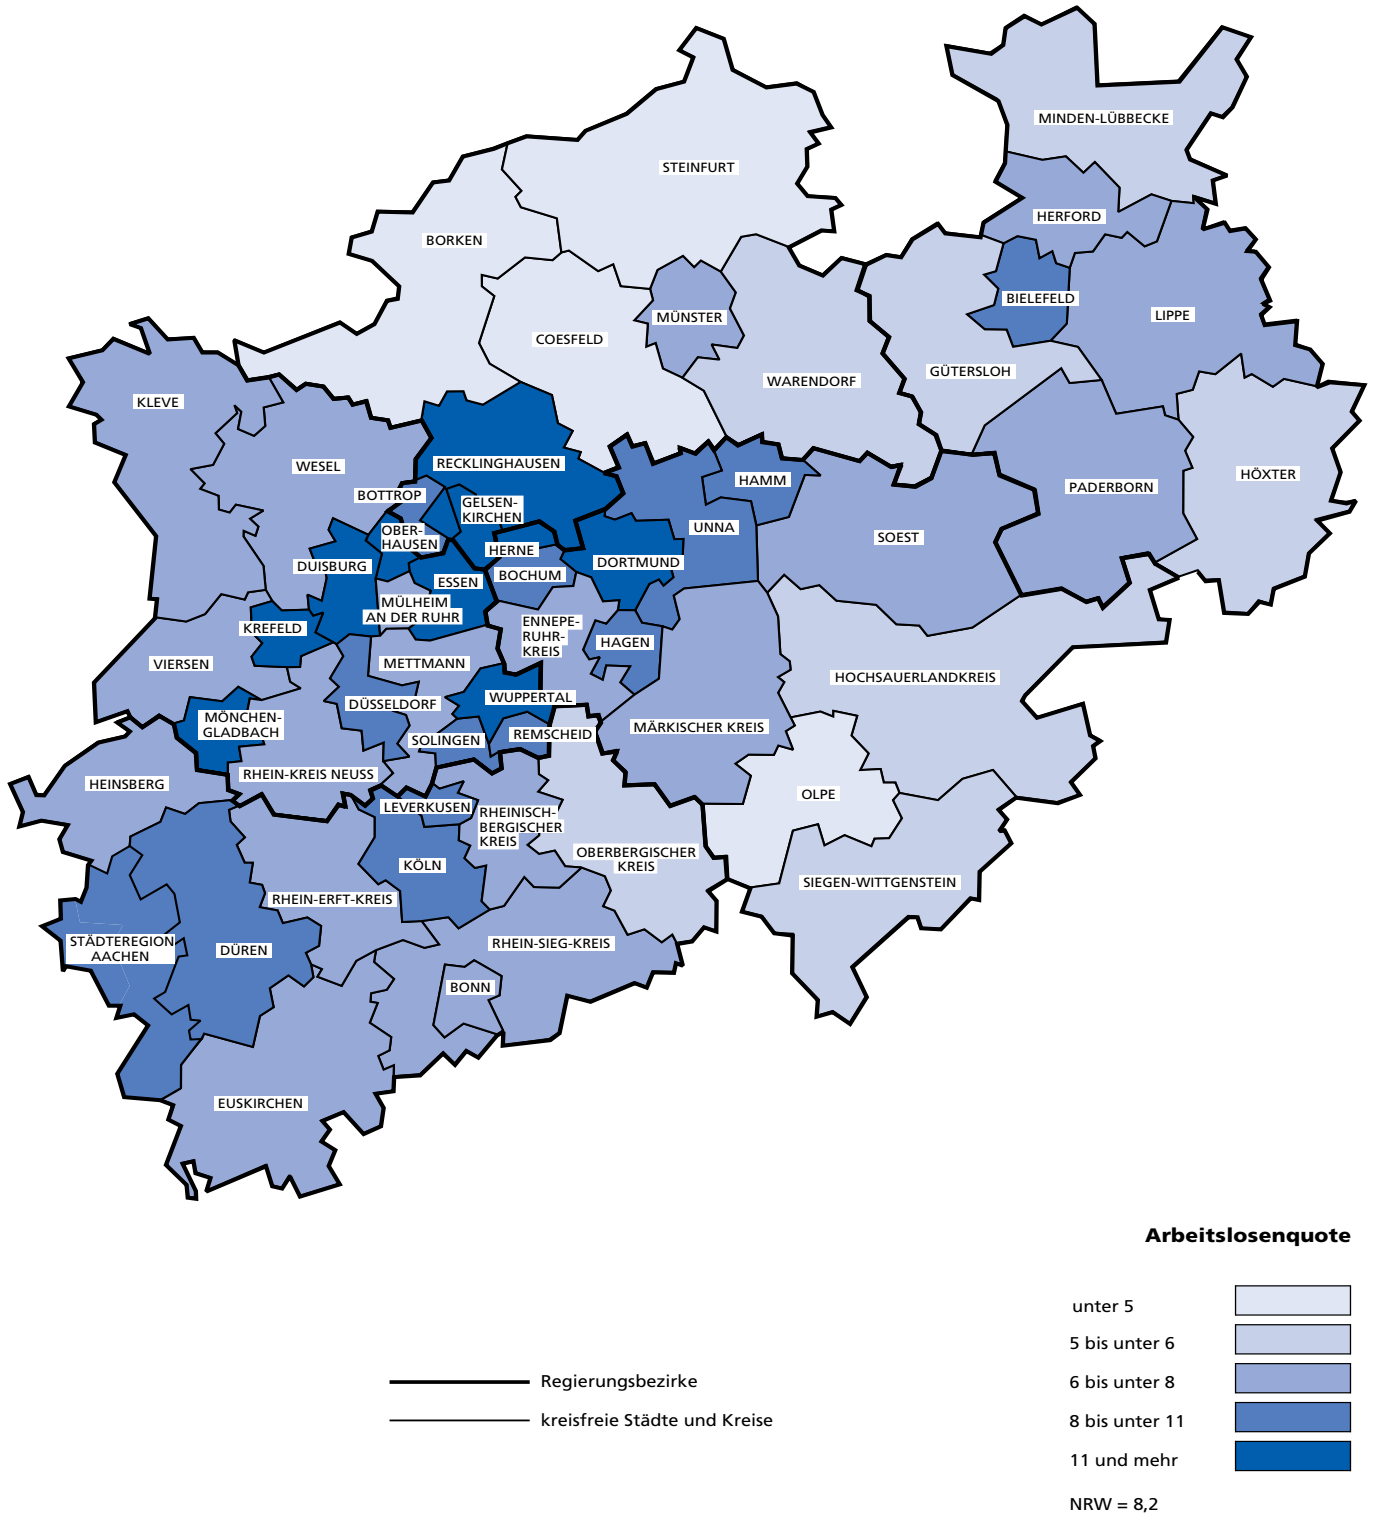 MINDEN-LÜBBECKE
STEINFURT
HERFORD
BORKEN
BIELEFELD
LIPPE
MÜNSTER
COESFELD
GÜTERSLOH
WARENDORF
KLEVE
RECKLINGHAUSEN
WESEL
HÖXTER
HAMM
PADERBORN
BOTTROP
GELSEN-
KIRCHEN
UNNA
OBER-
HAUSEN
SOEST
HERNE
DORTMUND
DUISBURG
BOCHUM
ESSEN
MÜLHEIM
AN DER RUHR
ENNEPE-
RUHR-
KREIS
KREFELD
HAGEN
VIERSEN
METTMANN
HOCHSAUERLANDKREIS
WUPPERTAL
DÜSSELDORF
MÖNCHEN-
GLADBACH
MÄRKISCHER KREIS
REMSCHEID
SOLINGEN
RHEIN-KREIS NEUSS
HEINSBERG
OLPE
LEVERKUSEN
RHEINISCH-
BERGISCHER
KREIS
OBERBERGISCHER
KREIS
KÖLN
SIEGEN-WITTGENSTEIN
RHEIN-ERFT-KREIS
STÄDTEREGION
AACHEN
DÜREN
RHEIN-SIEG-KREIS
BONN
EUSKIRCHEN
Arbeitslosenquote
unter 5
5 bis unter 6
6 bis unter 8
8 bis unter 11
11 und mehr
NRW = 8,2
Regierungsbezirke
kreisfreie Städte und Kreise